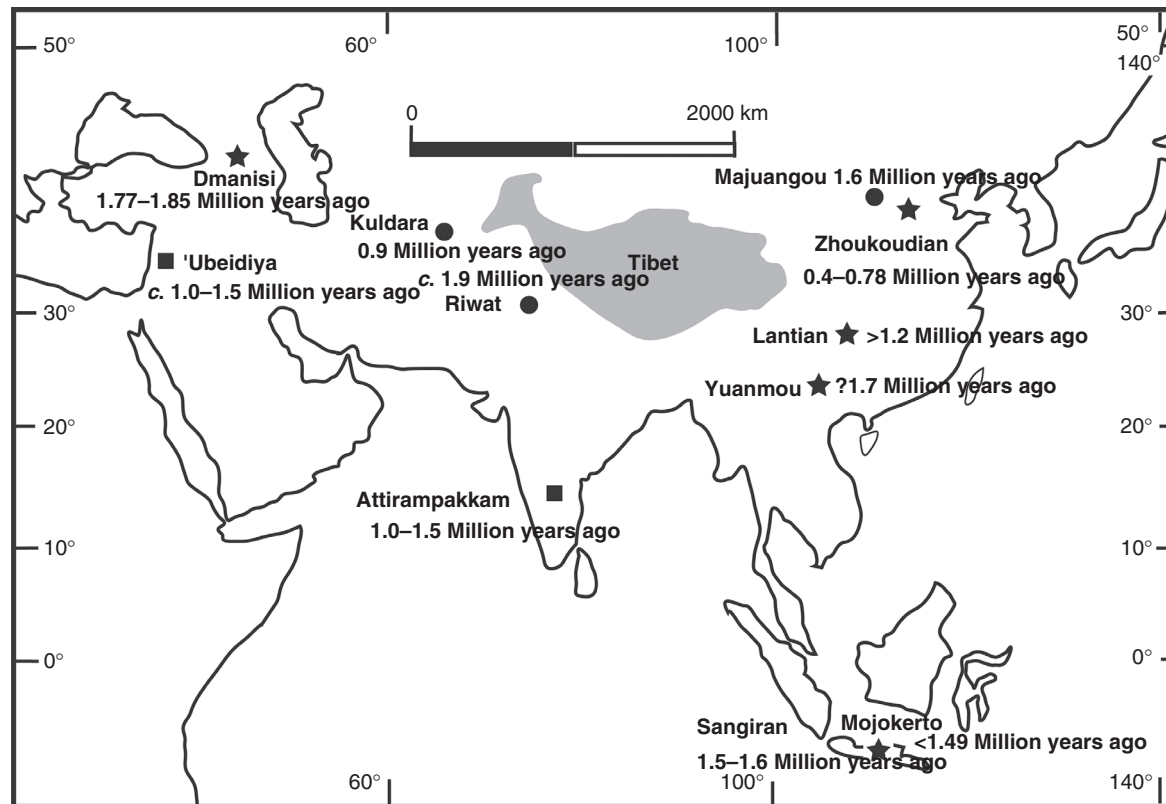 50°
60°
100°
50°
140°
0
2000 km
Dmanisi
1.77–1.85 Million years ago
Majuangou 1.6 Million years ago
Kuldara
0.9 Million years ago
Zhoukoudian
0.4–0.78 Million years ago
'Ubeidiya
c. 1.0–1.5 Million years ago
Tibet
c. 1.9 Million years ago
Riwat
30°
30°
Lantian
>1.2 Million years ago
Yuanmou
?1.7 Million years ago
20°
20°
Attirampakkam
1.0–1.5 Million years ago
10°
10°
0°
0°
Sangiran
1.5–1.6 Million years ago
Mojokerto
<1.49 Million years ago
60°
100°
140°